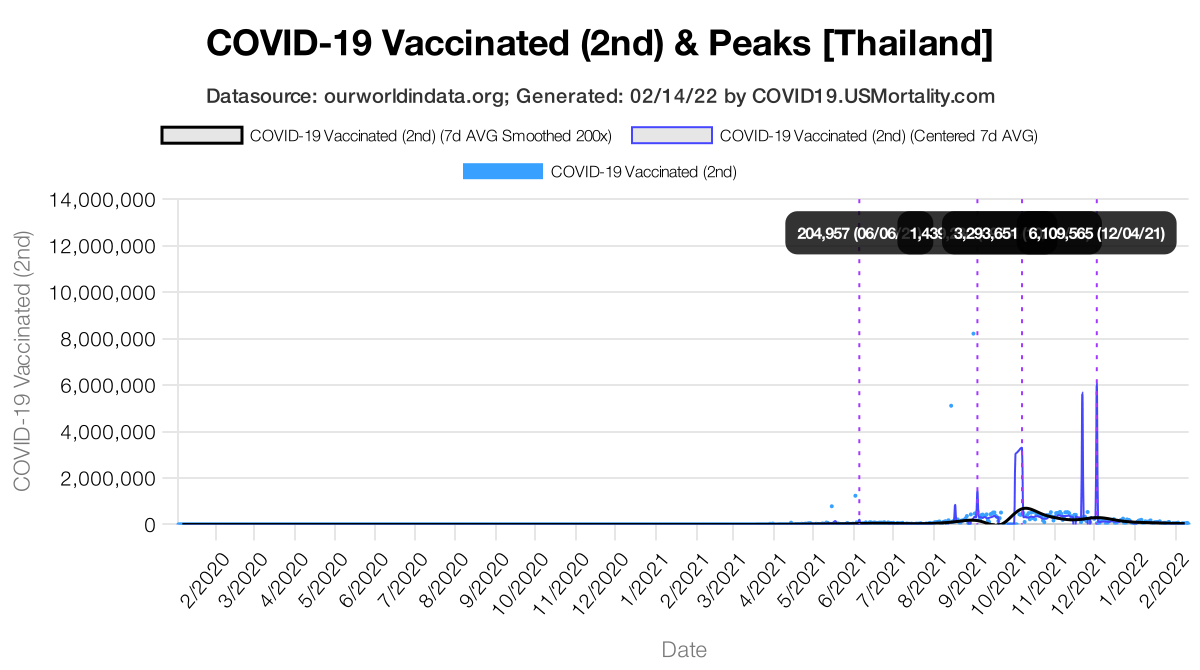 COVID-19 Vaccinated (2nd) & Peaks [Thailand]
Datasource: ourworldindata.org; Generated: 02/14/22 by COVID19.USMortality.com
COVID-19 Vaccinated (2nd) (7d AVG Smoothed 200x) COVID-19 Vaccinated (2nd) (Centered 7d AVG)
COVID-19 Vaccinated (2nd)
COVID-19 Vaccinated (2nd)
14,000,000
12,000,000
10,000,000
8,000,000
6,000,000
4,000,000
2,000,000
0
204,957 (06/06/ 1,439, 3,293,651 6,109,565 (12/04/21)
2/2020 3/2020 4/2020 5/2020 6/2020 7/2020 8/2020 9/2020 10/2020 11/2020 12/2020 1/2021 2/2021 3/2021 4/2021 5/2021 6/2021 7/2021 8/2021 9/2021 10/2021 11/2021 12/2021 1/2022 2/2022
Date